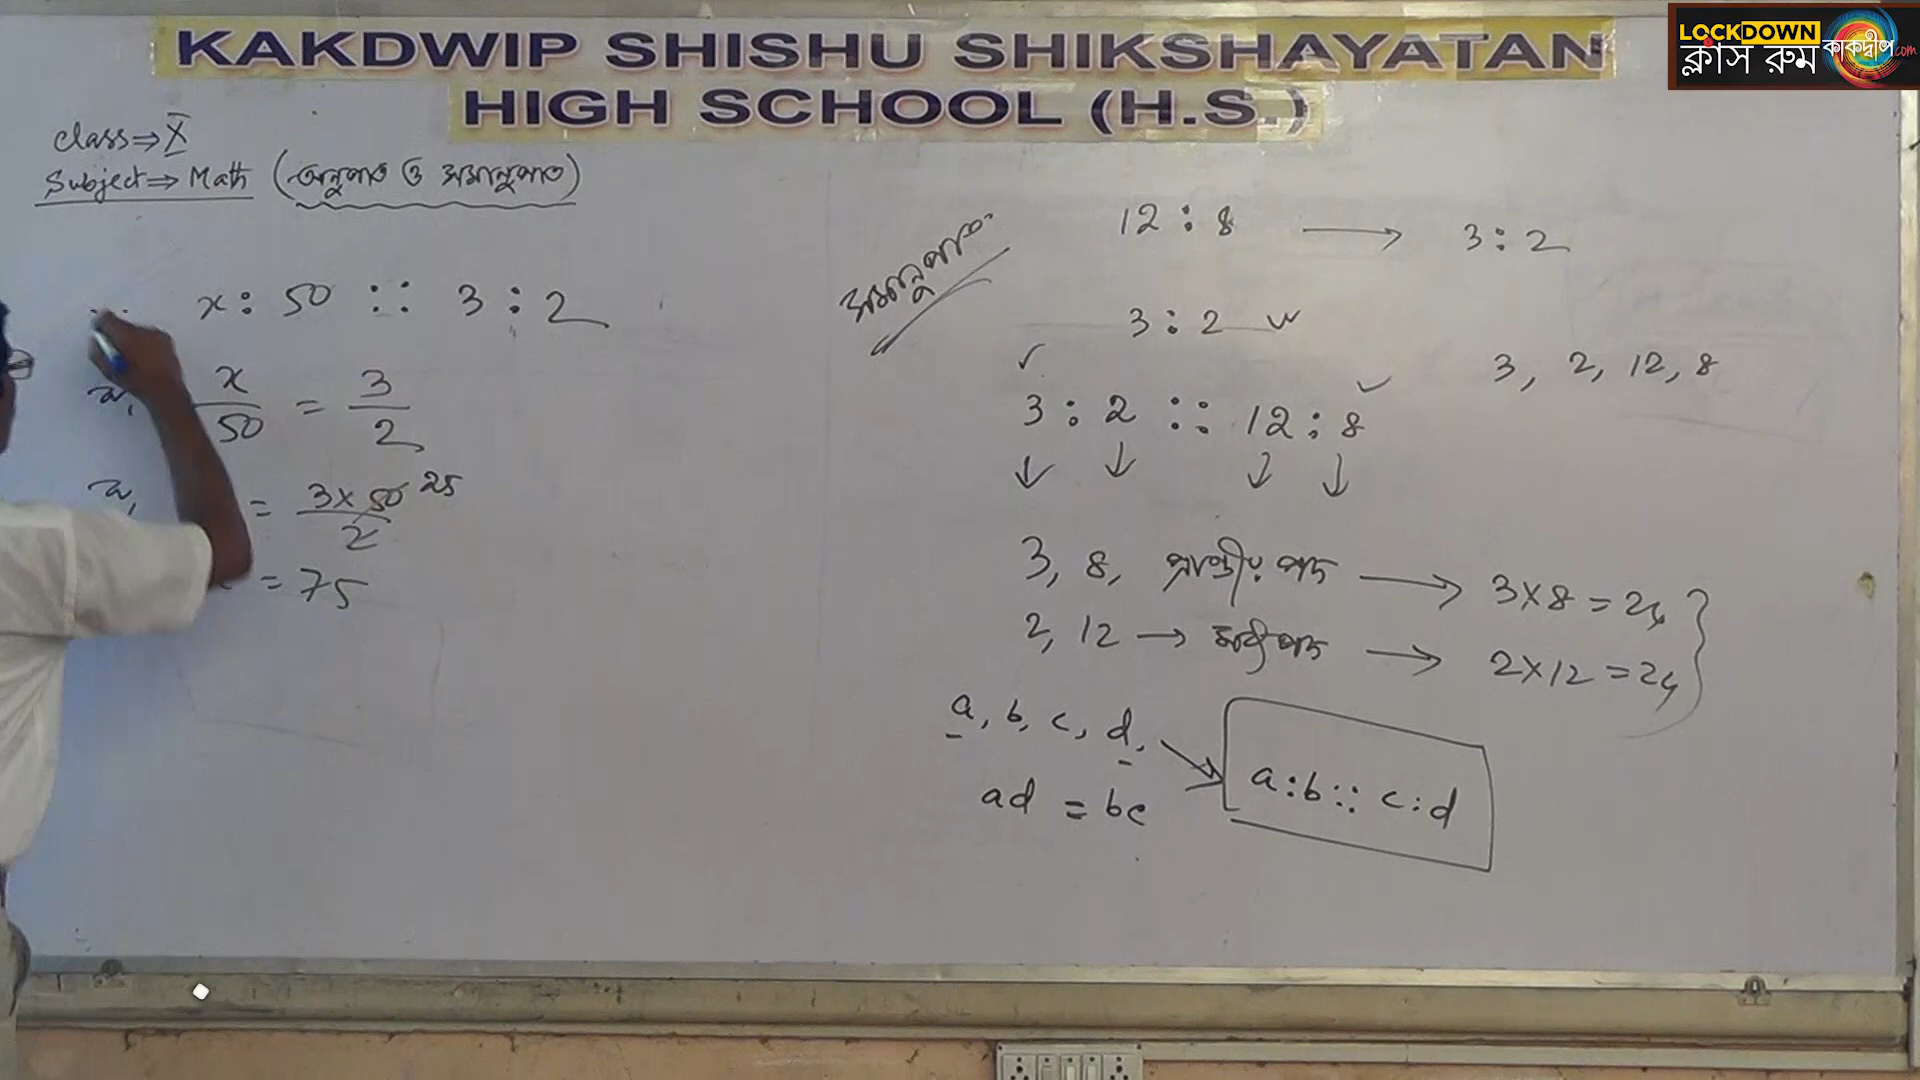 KAKDWIP SHISHU SHIKSHAYATAN
HIGH SCHOOL (H.S.)
LOCKDOWN
ক্লাস রুম
কাকদ্বীপ.com
Class ⇒ X
Subject ⇒ Math (অনুপাত ও সমানুপাত)
x : 50 :: 3 : 2
বা, x/50 = 3/2
বা, = 3×50 25/2
= 75
সমানুপাত
12 : 8 → 3 : 2
3 : 2
3, 2, 12, 8
3 : 2 :: 12 : 8
3, 8, প্রান্তীয় পদ → 3×8 = 24
2, 12 → মধ্যপদ → 2×12 = 24
a, b, c, d,
ad = bc
a:b :: c:d